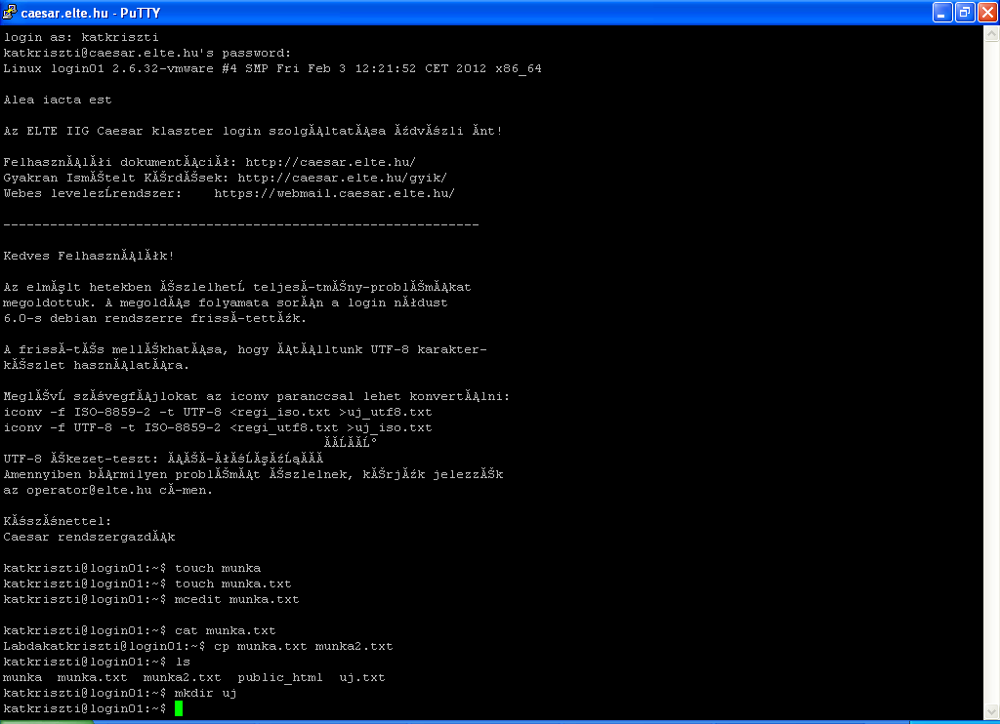 caesar.elte.hu - PuTTY
login as: katkriszti
katkriszti@caesar.elte.hu's password:
Linux login01 2.6.32-vmware #4 SMP Fri Feb 3 12:21:52 CET 2012 x86_64
Alea iacta est
Az ELTE IIG Caesar klaszter login szolgĂĄltatĂĄsa ĂźdvĂśzli Ănt!
FelhasznĂĄlĂłi dokumentĂĄciĂł: http://caesar.elte.hu/
Gyakran IsmĂŠtelt KĂŠrdĂŠsek: http://caesar.elte.hu/gyik/
Webes levelezĹrendszer:    https://webmail.caesar.elte.hu/
-------------------------------------------------------------
Kedves FelhasznĂĄlĂłk!
Az elmĂşlt hetekben ĂŠszlelhetĹ teljesĂ-tmĂŠny-problĂŠmĂĄkat
megoldottuk. A megoldĂĄs folyamata sorĂĄn a login nĂłdust
6.0-s debian rendszerre frissĂ-tettĂźk.
A frissĂ-tĂŠs mellĂŠkhatĂĄsa, hogy ĂĄtĂĄlltunk UTF-8 karakter-
kĂŠszlet hasznĂĄlatĂĄra.
MeglĂŠvĹ szĂśvegfĂĄjlokat az iconv paranccsal lehet konvertĂĄlni:
iconv -f ISO-8859-2 -t UTF-8 <regi_iso.txt >uj_utf8.txt
iconv -f UTF-8 -t ISO-8859-2 <regi_utf8.txt >uj_iso.txt
ĂĂĹĂĂĹ°
UTF-8 ĂŠkezet-teszt: ĂĄĂŠĂ-ĂłĂśĹĂşĂźĹąĂĂĂ
Amennyiben bĂĄrmilyen problĂŠmĂĄt ĂŠszlelnek, kĂŠrjĂźk jelezzĂŠk
az operator@elte.hu cĂ-men.
KĂśszĂśnettel:
Caesar rendszergazdĂĄk
katkriszti@login01:~$ touch munka
katkriszti@login01:~$ touch munka.txt
katkriszti@login01:~$ mcedit munka.txt
katkriszti@login01:~$ cat munka.txt
Labdakatkriszti@login01:~$ cp munka.txt munka2.txt
katkriszti@login01:~$ ls
munka  munka.txt  munka2.txt  public_html  uj.txt
katkriszti@login01:~$ mkdir uj
katkriszti@login01:~$